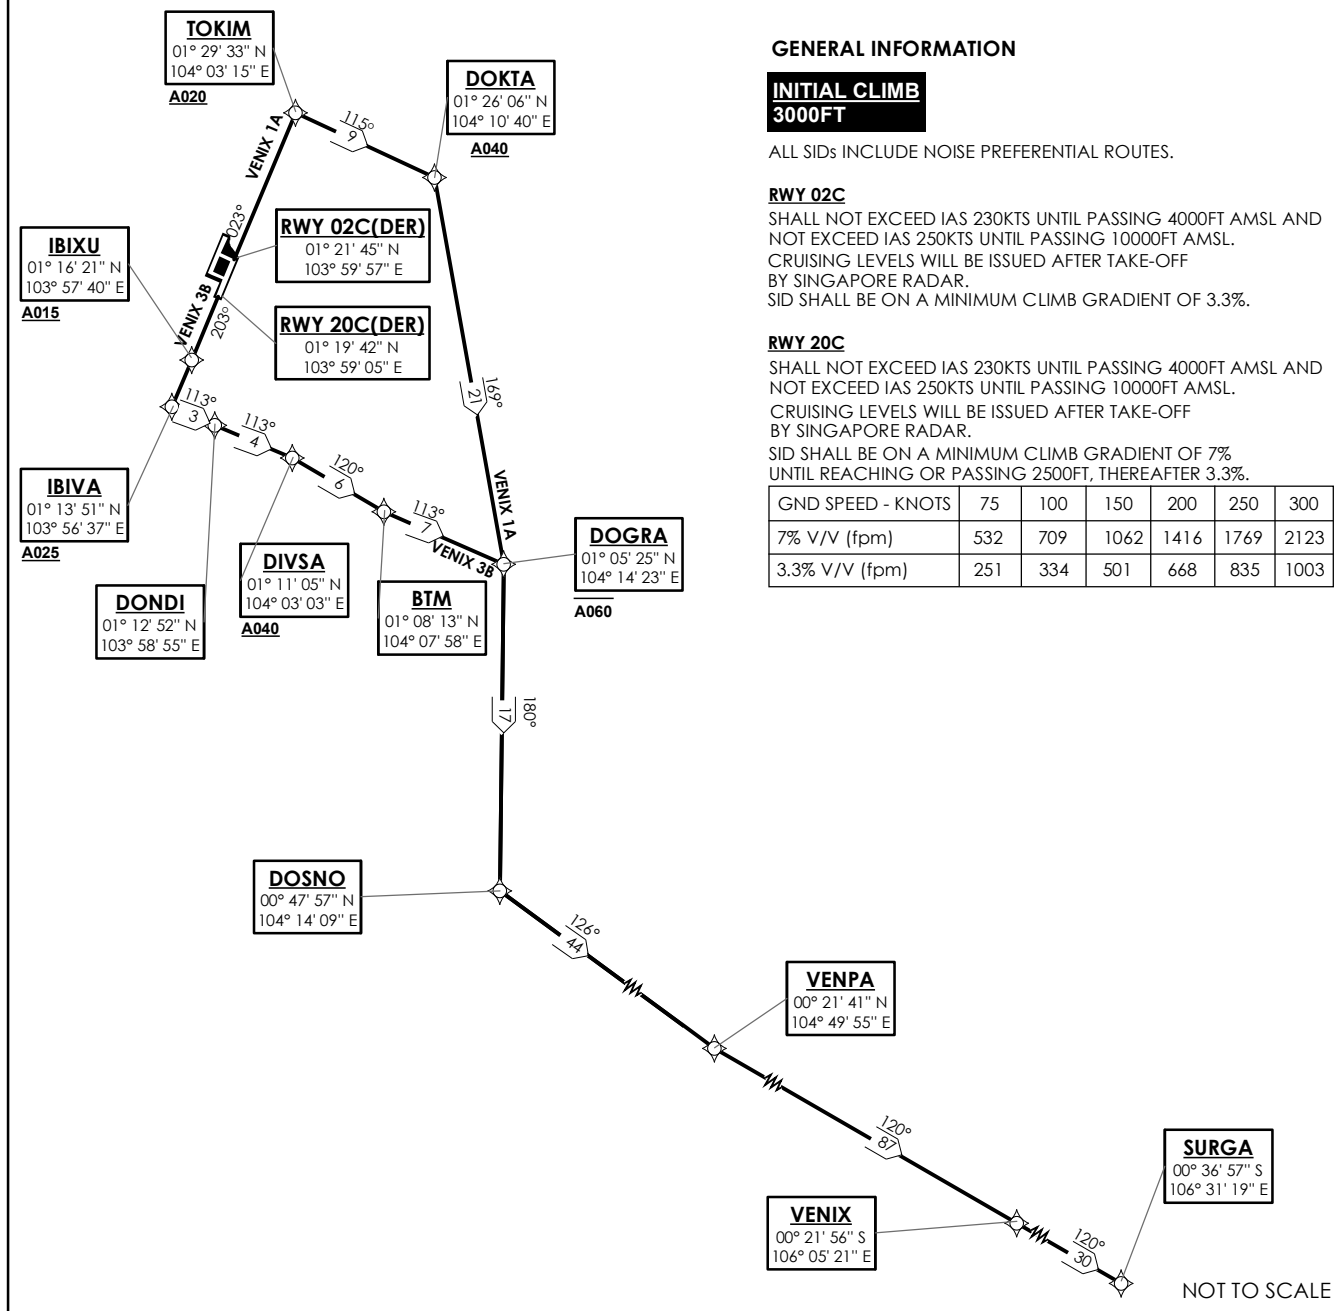 TOKIM
01° 29' 33" N
104° 03' 15" E
A020
DOKTA
01° 26' 06" N
104° 10' 40" E
A040
GENERAL INFORMATION
INITIAL CLIMB
3000FT
ALL SIDs INCLUDE NOISE PREFERENTIAL ROUTES.
RWY 02C
SHALL NOT EXCEED IAS 230KTS UNTIL PASSING 4000FT AMSL AND
NOT EXCEED IAS 250KTS UNTIL PASSING 10000FT AMSL.
CRUISING LEVELS WILL BE ISSUED AFTER TAKE-OFF
BY SINGAPORE RADAR.
SID SHALL BE ON A MINIMUM CLIMB GRADIENT OF 3.3%.
RWY 20C
SHALL NOT EXCEED IAS 230KTS UNTIL PASSING 4000FT AMSL AND
NOT EXCEED IAS 250KTS UNTIL PASSING 10000FT AMSL.
CRUISING LEVELS WILL BE ISSUED AFTER TAKE-OFF
BY SINGAPORE RADAR.
SID SHALL BE ON A MINIMUM CLIMB GRADIENT OF 7%
UNTIL REACHING OR PASSING 2500FT, THEREAFTER 3.3%.
GND SPEED - KNOTS 75 100 150 200 250 300
7% V/V (fpm) 532 709 1062 1416 1769 2123
3.3% V/V (fpm) 251 334 501 668 835 1003
115°
9
VENIX 1A
023°
RWY 02C(DER)
01° 21' 45" N
103° 59' 57" E
IBIXU
01° 16' 21" N
103° 57' 40" E
A015
VENIX 3B
203°
RWY 20C(DER)
01° 19' 42" N
103° 59' 05" E
113°
3
113°
4
120°
6
113°
7
VENIX 3B
169°
21
VENIX 1A
IBIVA
01° 13' 51" N
103° 56' 37" E
A025
DONDI
01° 12' 52" N
103° 58' 55" E
DIVSA
01° 11' 05" N
104° 03' 03" E
A040
BTM
01° 08' 13" N
104° 07' 58" E
DOGRA
01° 05' 25" N
104° 14' 23" E
A060
180°
17
DOSNO
00° 47' 57" N
104° 14' 09" E
126°
44
VENPA
00° 21' 41" N
104° 49' 55" E
120°
87
VENIX
00° 21' 56" S
106° 05' 21" E
120°
30
SURGA
00° 36' 57" S
106° 31' 19" E
NOT TO SCALE